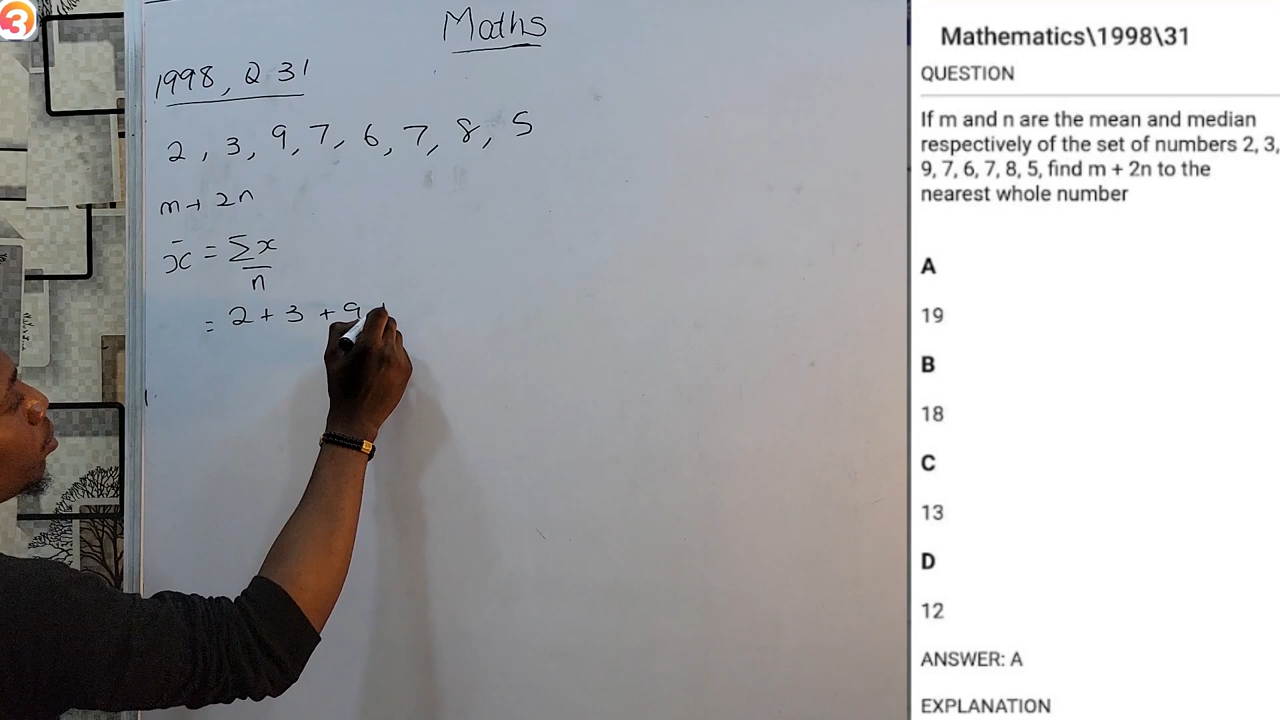 3
Maths
1998, Q 31
2, 3, 9, 7, 6, 7, 8, 5
m + 2n
x̄ = Σx
n
= 2 + 3 + 9 +
Mathematics\1998\31
QUESTION
If m and n are the mean and median
respectively of the set of numbers 2, 3,
9, 7, 6, 7, 8, 5, find m + 2n to the
nearest whole number
A
19
B
18
C
13
D
12
ANSWER: A
EXPLANATION